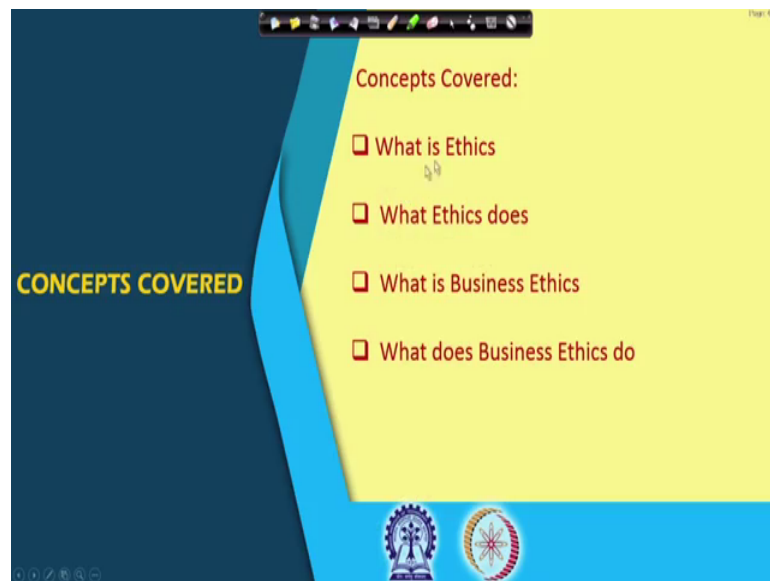 Concepts Covered:
❑ What is Ethics
❑ What Ethics does
CONCEPTS COVERED
❑ What is Business Ethics
❑ What does Business Ethics do